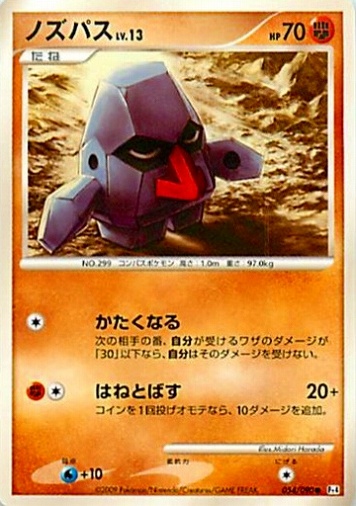 ノズパス LV.13 HP 70
たね
NO.299 コンパスポケモン 高さ:1.0m 重さ:97.0kg
かたくなる
次の相手の番、自分が受けるワザのダメージが
「30」以下なら、自分はそのダメージを受けない。
はねとばす 20+
コインを1回投げオモテなら、10ダメージを追加。
Illus.Midori Harada
弱点 抵抗力 にげる
+10
©2009 Pokémon/Nintendo/Creatures/GAME FREAK
054/090